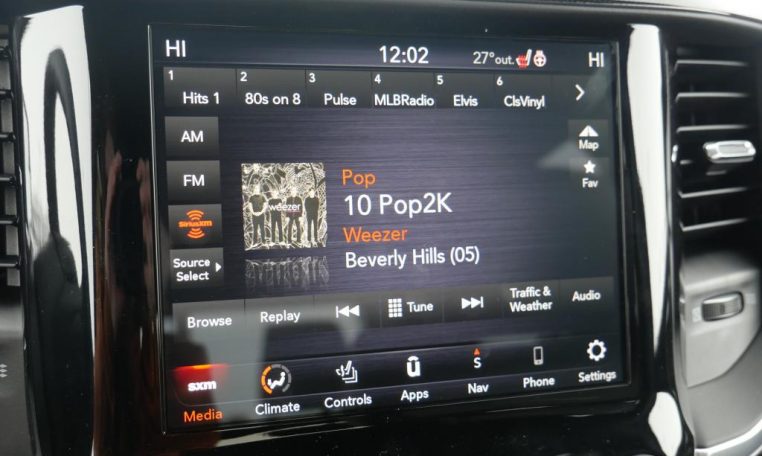 HI 12:02 27°out. HI
1 2 3 4 5 6
Hits 1 80s on 8 Pulse MLBRadio Elvis ClsVinyl
AM
Map
FM
Fav
weezer
Pop
10 Pop2K
siriusxm
Weezer
Source
Select
Beverly Hills (05)
Browse Replay Tune
Traffic &
Weather
Audio
sxm
S
Media Climate Controls Apps Nav Phone Settings